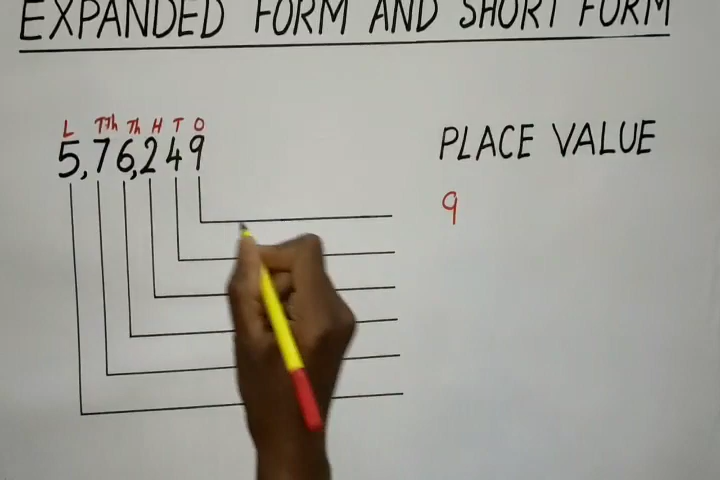 EXPANDED FORM AND SHORT FORM
L TTh Th H T O
5,76,249
PLACE VALUE
9